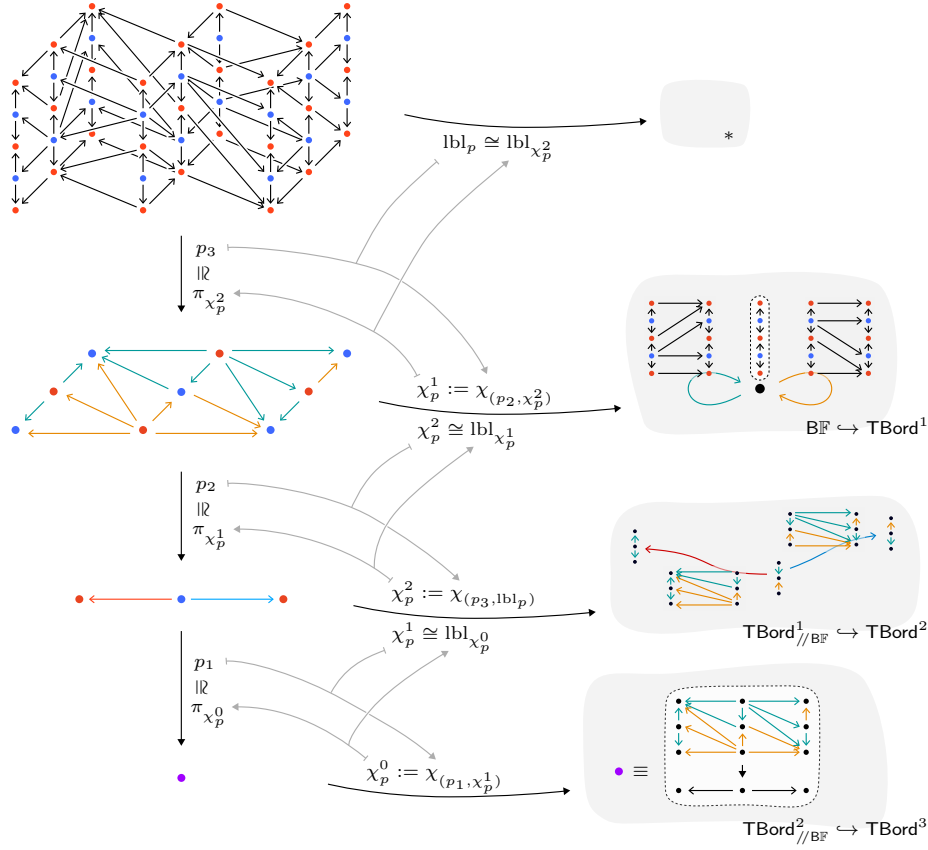 *
lbl_p ≅ lbl_{χ_p^2}
p_3
≅
π_{χ_p^2}
χ_p^1 := χ_{(p_2, χ_p^2)}
χ_p^2 ≅ lbl_{χ_p^1}
B𝔽 ↪ TBord^1
p_2
≅
π_{χ_p^1}
χ_p^2 := χ_{(p_3, lbl_p)}
χ_p^1 ≅ lbl_{χ_p^0}
TBord^1_{//B𝔽} ↪ TBord^2
p_1
≅
π_{χ_p^0}
χ_p^0 := χ_{(p_1, χ_p^1)}
≡
TBord^2_{//B𝔽} ↪ TBord^3